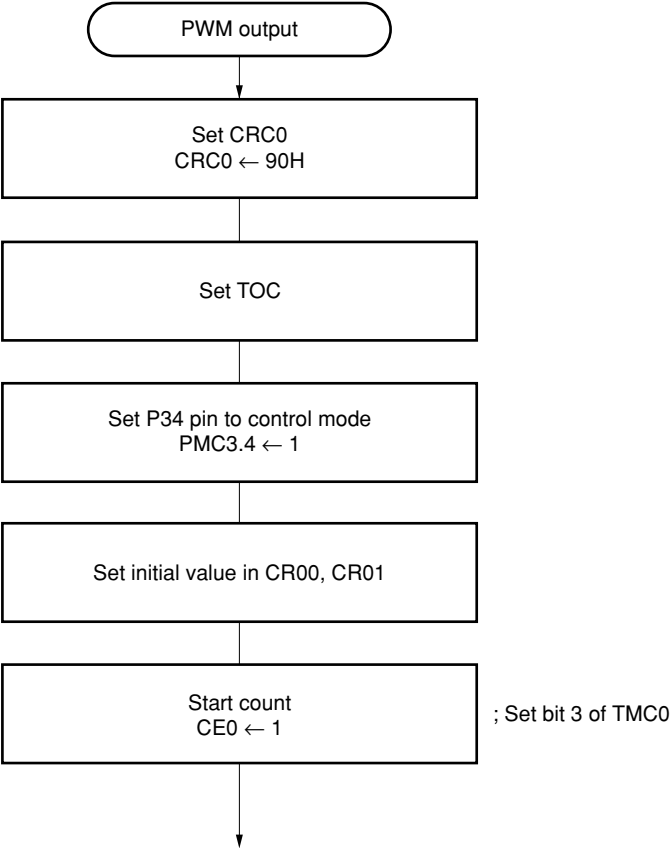 PWM output
Set CRC0
CRC0 ← 90H
Set TOC
Set P34 pin to control mode
PMC3.4 ← 1
Set initial value in CR00, CR01
Start count
CE0 ← 1
; Set bit 3 of TMC0